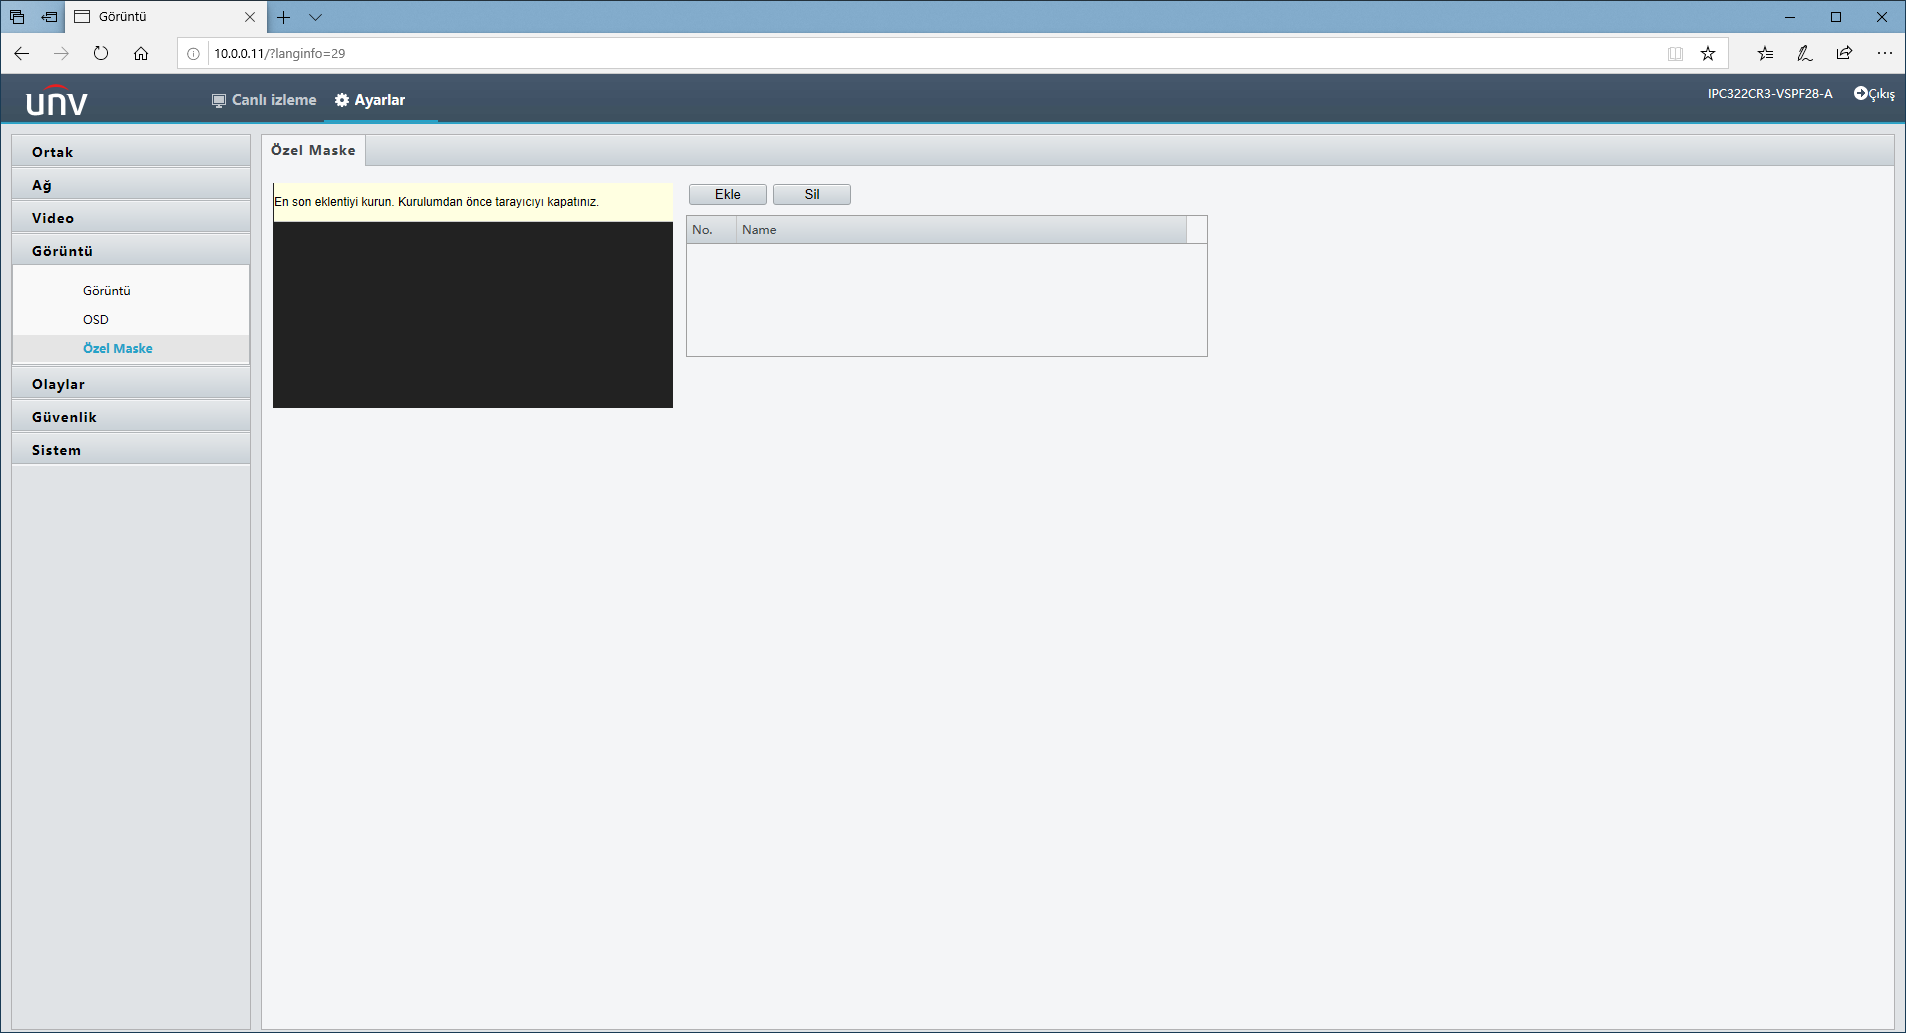 Görüntü
10.0.0.11/?langinfo=29
unv
Canlı izleme
Ayarlar
IPC322CR3-VSPF28-A
Çıkış
Ortak
Ağ
Video
Görüntü
Görüntü
OSD
Özel Maske
Olaylar
Güvenlik
Sistem
Özel Maske
En son eklentiyi kurun. Kurulumdan önce tarayıcıyı kapatınız.
Ekle
Sil
No.
Name